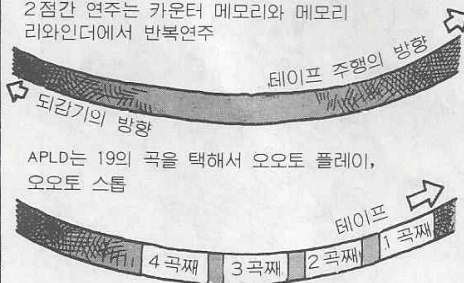 2점간 연주는 카운터 메모리와 메모리
리와인더에서 반복연주
테이프 주행의 방향
되감기의 방향
APLD는 19의 곡을 택해서 오오토 플레이,
오오토 스톱
테이프
4곡째 3곡째 2곡째 1곡째